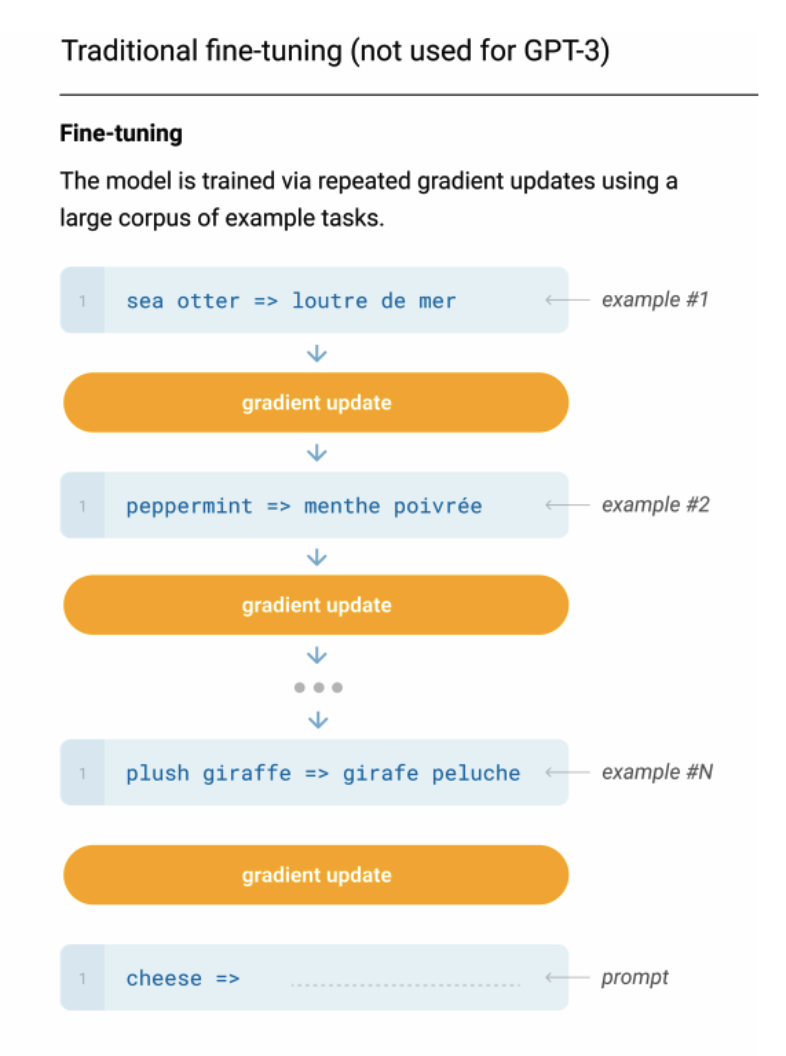 Traditional fine-tuning (not used for GPT-3)
Fine-tuning
The model is trained via repeated gradient updates using a
large corpus of example tasks.
1 sea otter => loutre de mer example #1
gradient update
1 peppermint => menthe poivrée example #2
gradient update
1 plush giraffe => girafe peluche example #N
gradient update
1 cheese => prompt